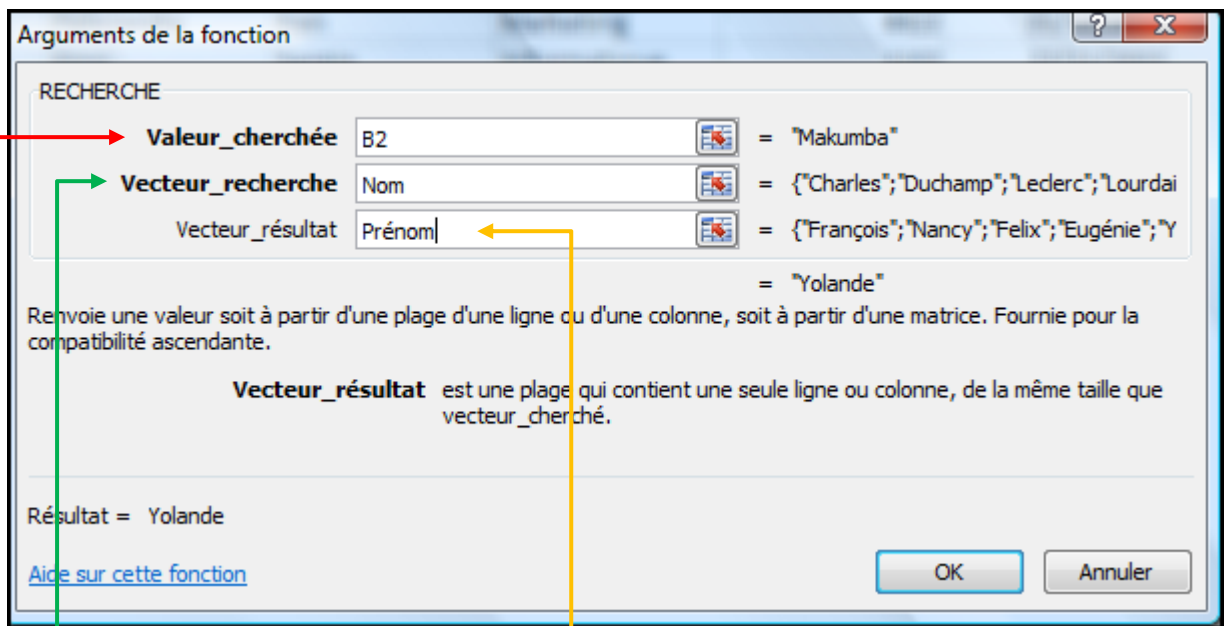 Arguments de la fonction
RECHERCHE
Valeur_cherchée B2 = "Makumba"
Vecteur_recherche Nom = {"Charles";"Duchamp";"Leclerc";"Lourdai
Vecteur_résultat Prénom = {"François";"Nancy";"Felix";"Eugénie";"Y
= "Yolande"
Renvoie une valeur soit à partir d'une plage d'une ligne ou d'une colonne, soit à partir d'une matrice. Fournie pour la
compatibilité ascendante.
Vecteur_résultat est une plage qui contient une seule ligne ou colonne, de la même taille que
vecteur_cherché.
Résultat = Yolande
Aide sur cette fonction OK Annuler